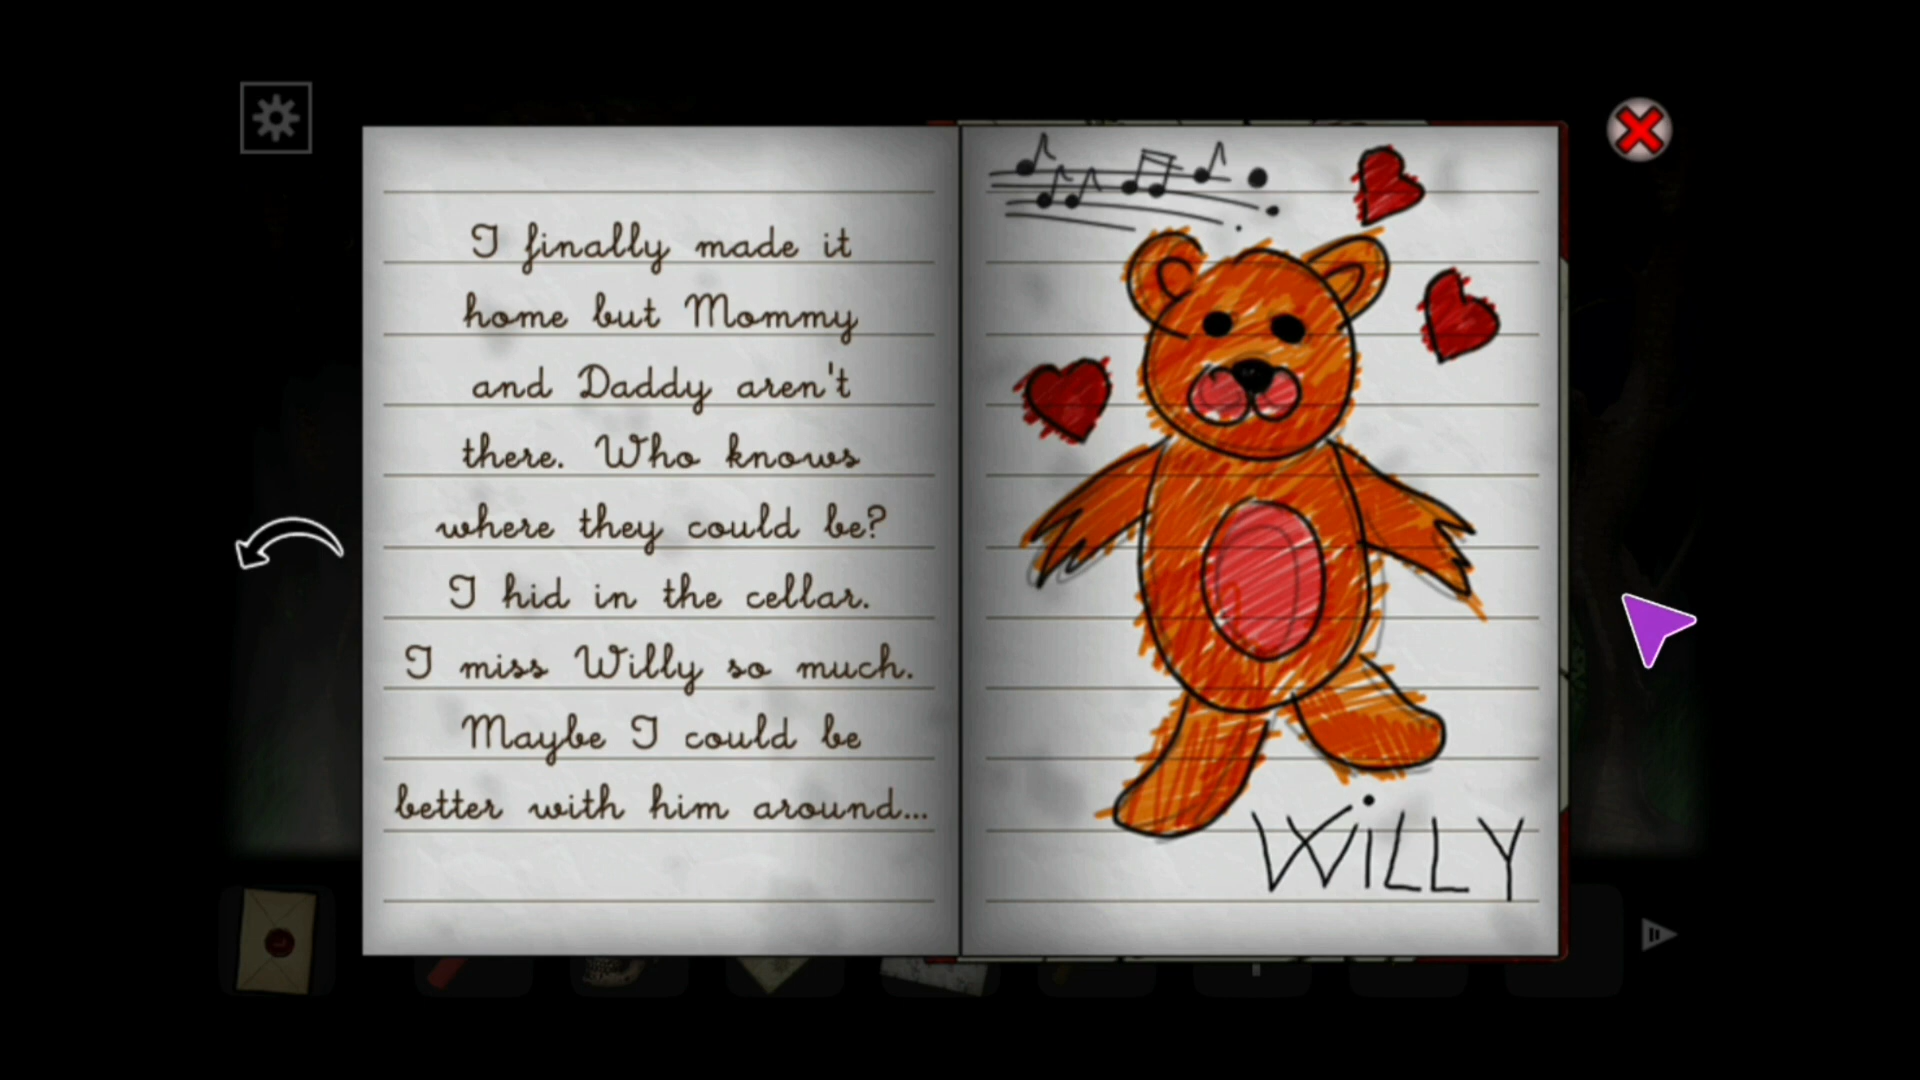 I finally made it
home but Mommy
and Daddy aren't
there. Who knows
where they could be?
I hid in the cellar.
I miss Willy so much.
Maybe I could be
better with him around...
WiLLY